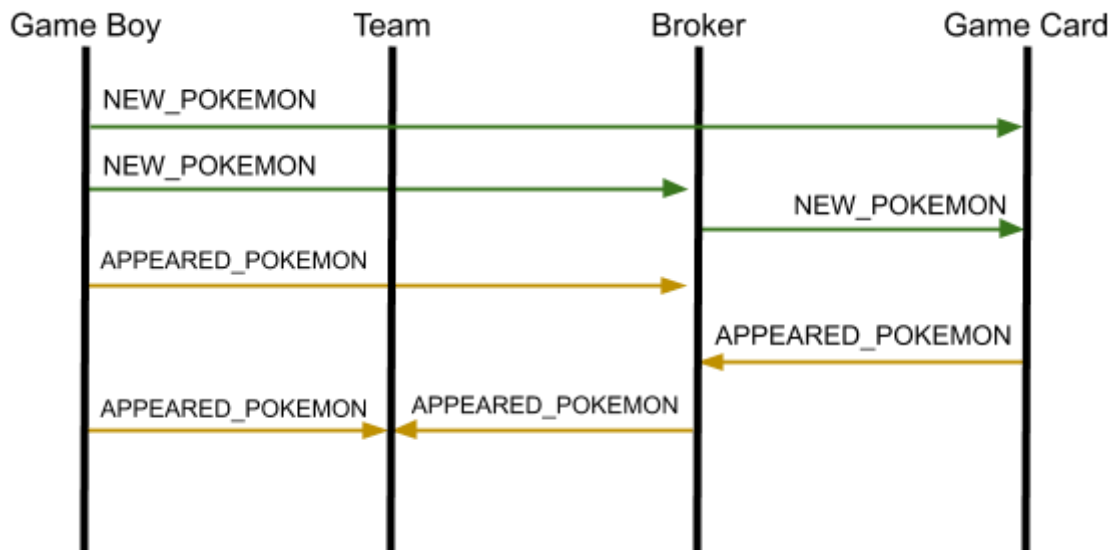 Game Boy
Team
Broker
Game Card
NEW_POKEMON
NEW_POKEMON
NEW_POKEMON
APPEARED_POKEMON
APPEARED_POKEMON
APPEARED_POKEMON
APPEARED_POKEMON